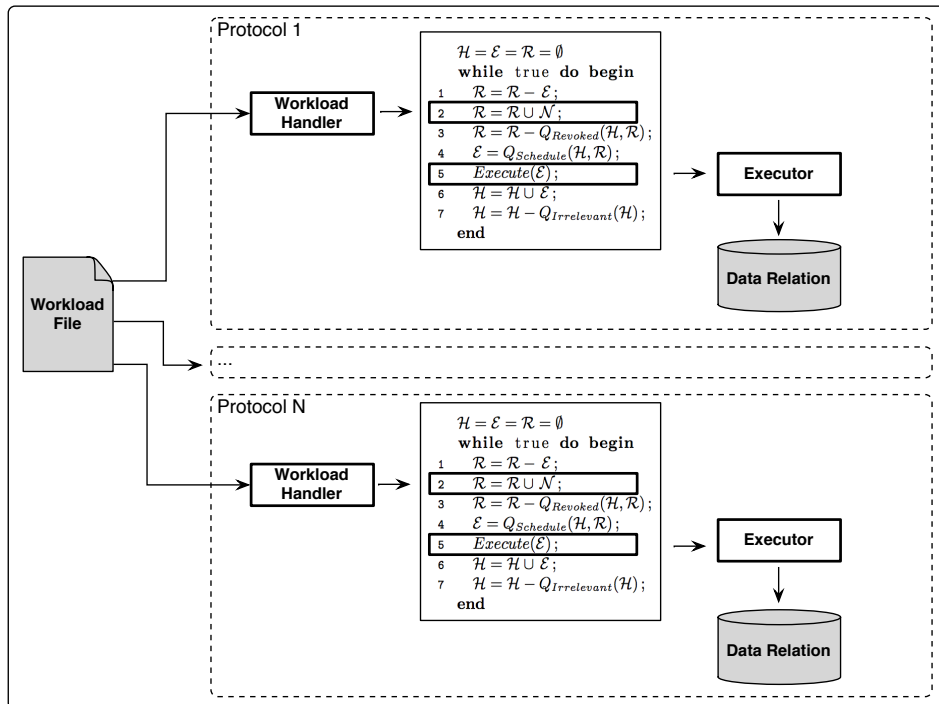 Protocol 1
Workload
Handler
ℋ = ℰ = ℛ = ∅
while true do begin
1 ℛ = ℛ − ℰ;
2 ℛ = ℛ ∪ 𝒩;
3 ℛ = ℛ − Q_Revoked(ℋ, ℛ);
4 ℰ = Q_Schedule(ℋ, ℛ);
5 Execute(ℰ);
6 ℋ = ℋ ∪ ℰ;
7 ℋ = ℋ − Q_Irrelevant(ℋ);
end
Executor
Data Relation
Workload
File
...
Protocol N
Workload
Handler
ℋ = ℰ = ℛ = ∅
while true do begin
1 ℛ = ℛ − ℰ;
2 ℛ = ℛ ∪ 𝒩;
3 ℛ = ℛ − Q_Revoked(ℋ, ℛ);
4 ℰ = Q_Schedule(ℋ, ℛ);
5 Execute(ℰ);
6 ℋ = ℋ ∪ ℰ;
7 ℋ = ℋ − Q_Irrelevant(ℋ);
end
Executor
Data Relation